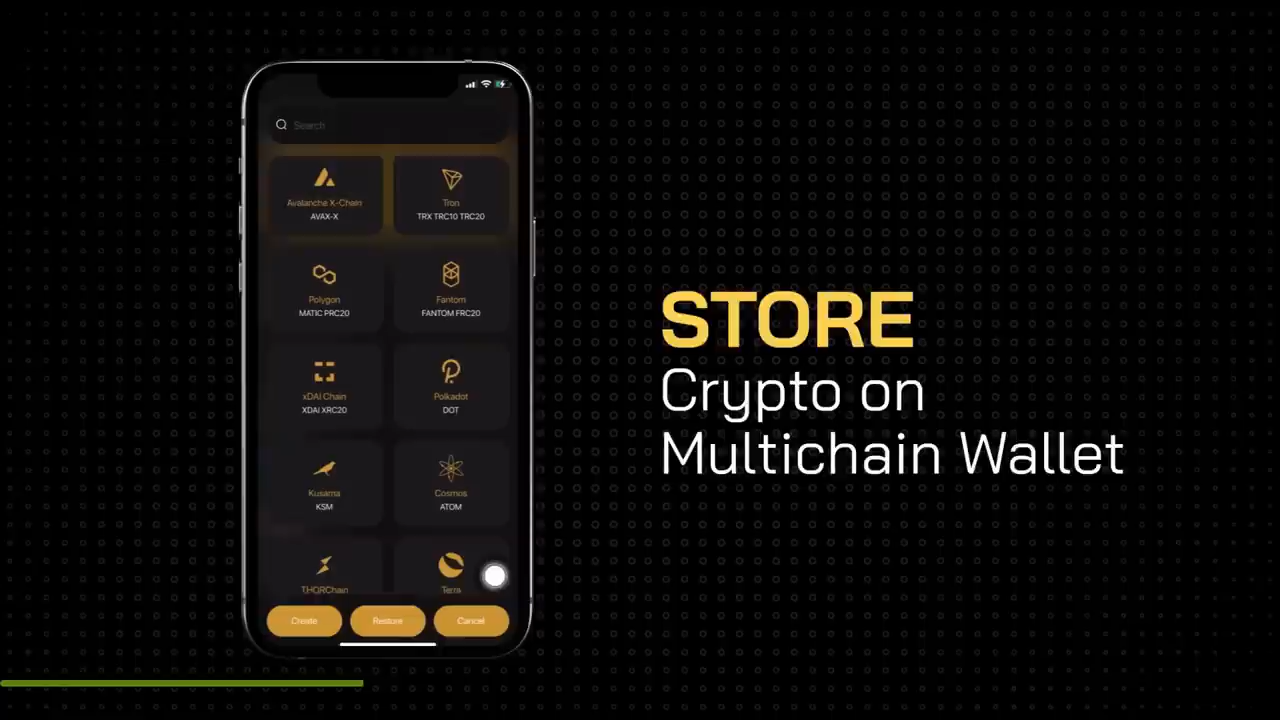 Search
Avalanche X-Chain
AVAX-X
Tron
TRX TRC10 TRC20
Polygon
MATIC PRC20
Fantom
FANTOM FRC20
xDAI Chain
XDAI XRC20
Polkadot
DOT
Kusama
KSM
Cosmos
ATOM
THORChain
Terra
Create
Restore
Cancel
STORE
Crypto on
Multichain Wallet